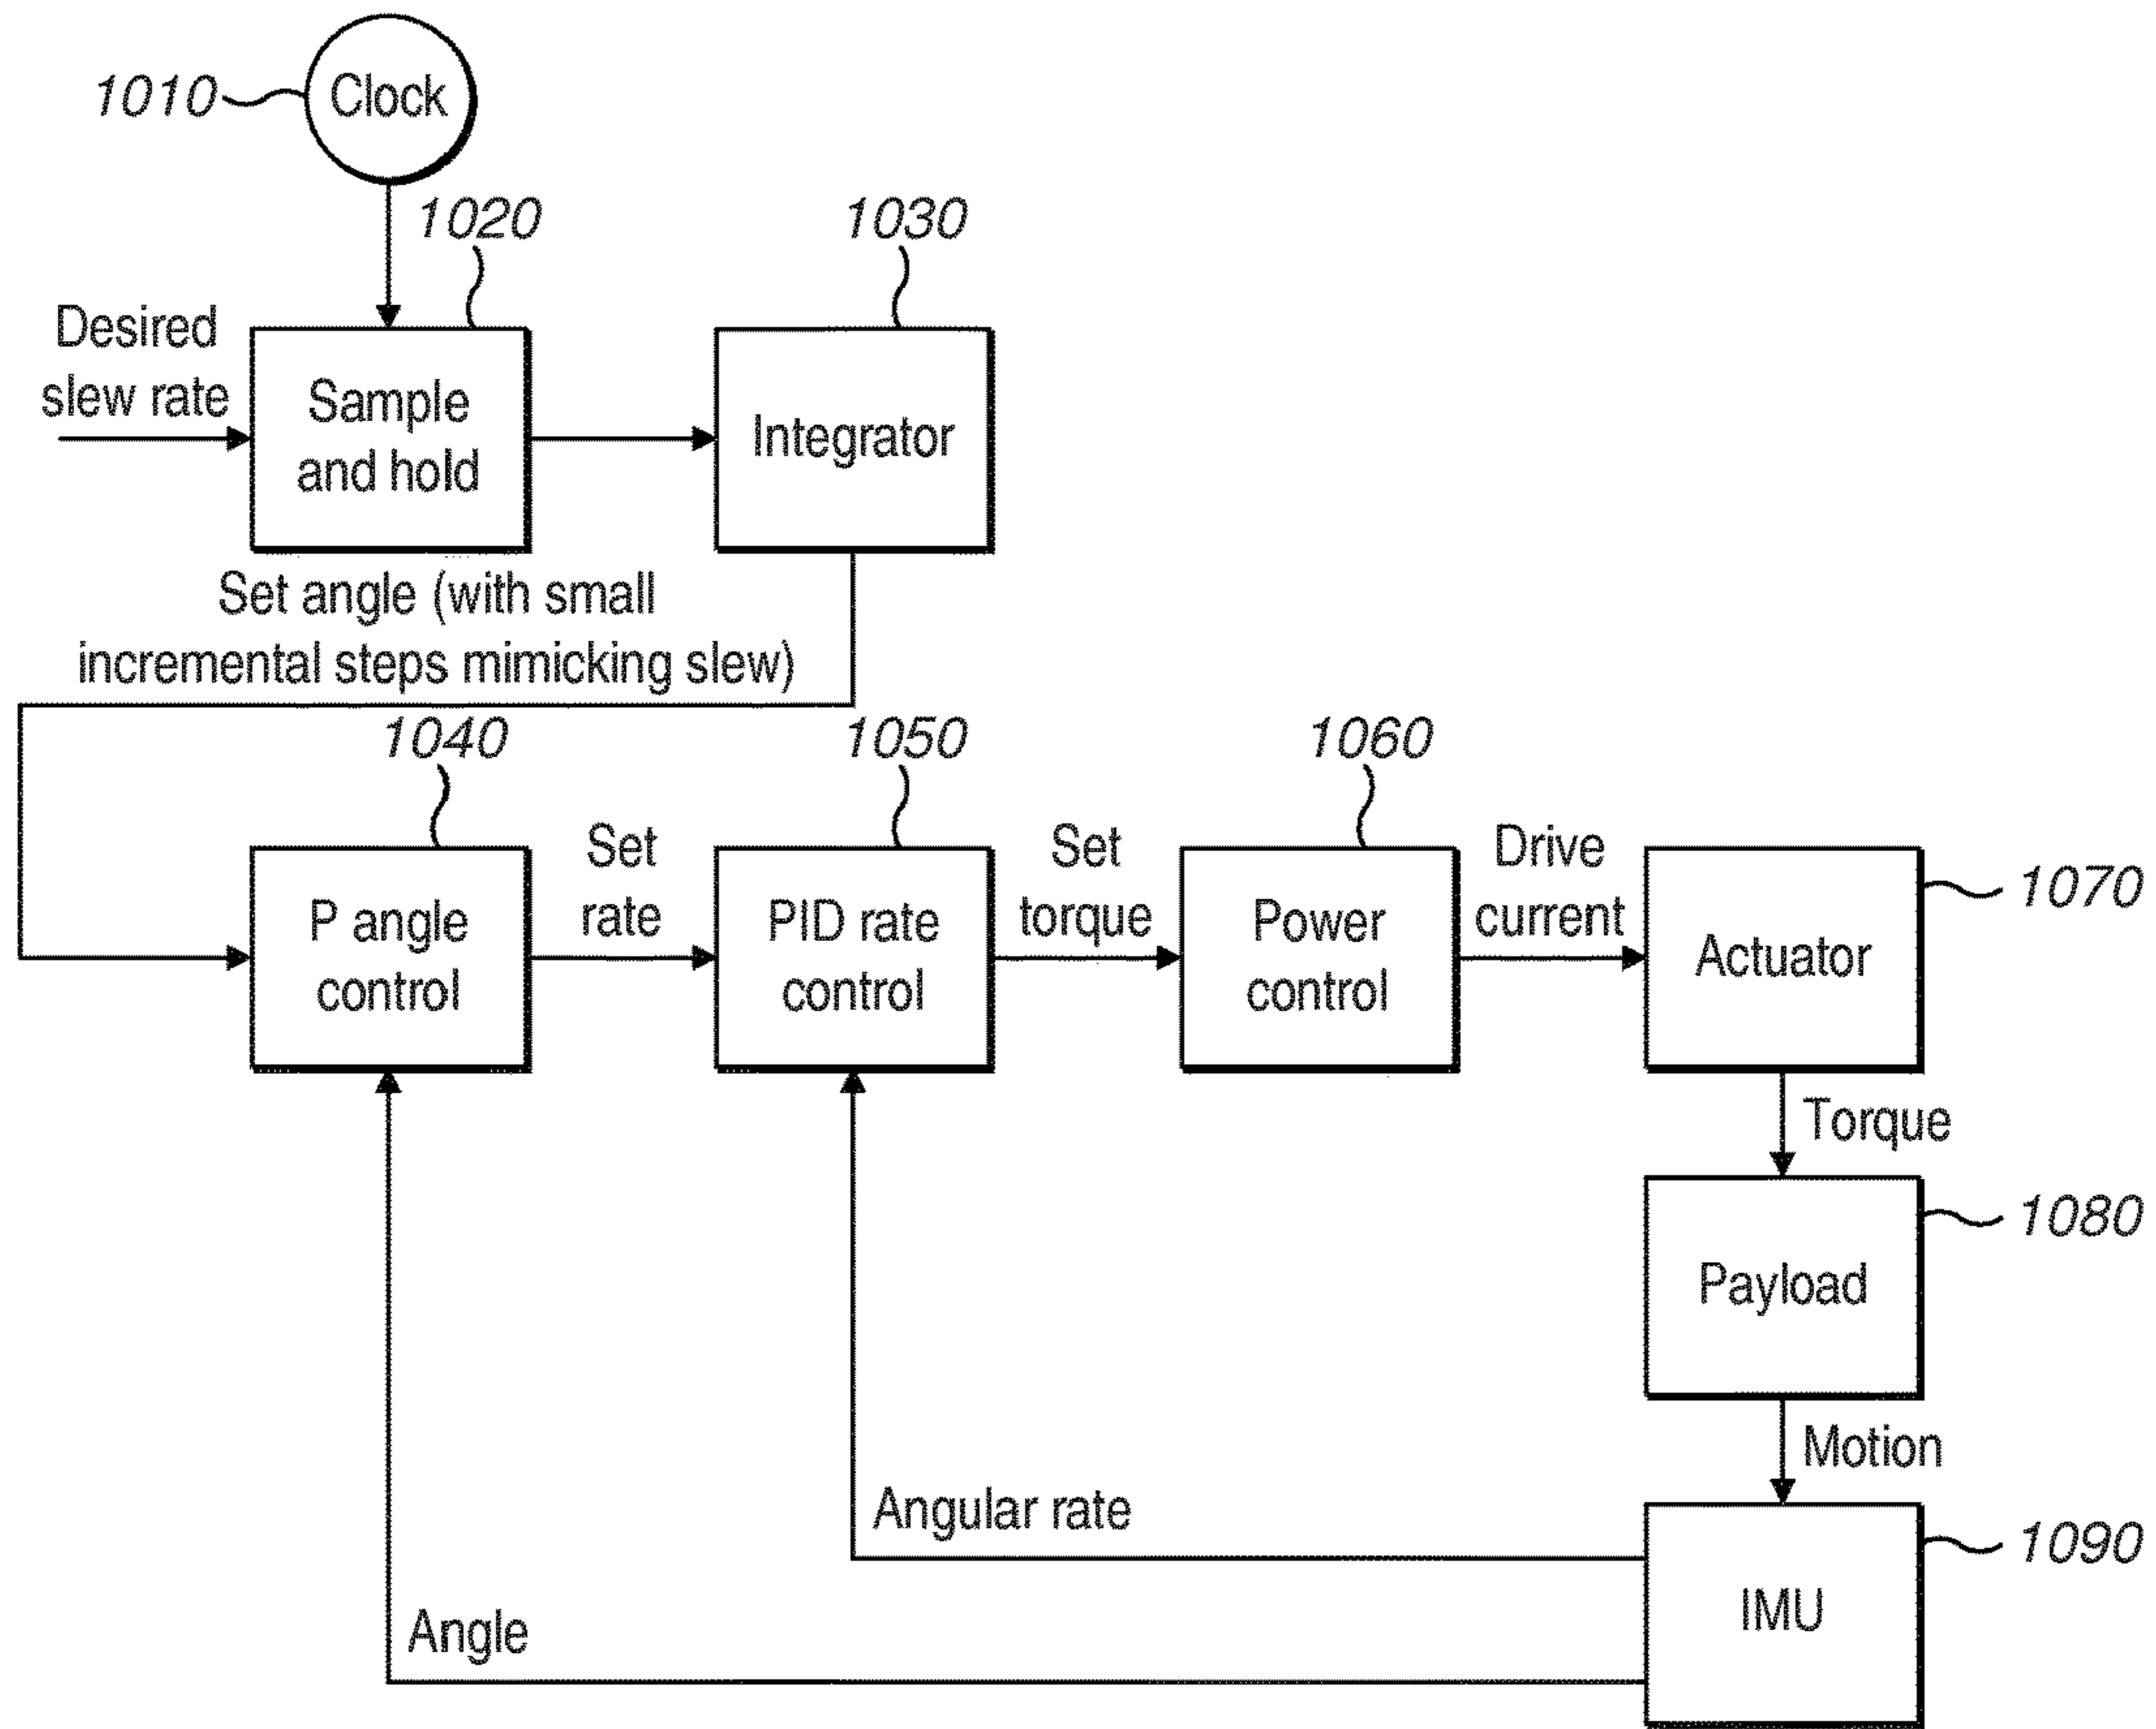 1010
Clock
1020
1030
Desired
slew rate
Sample
and hold
Integrator
Set angle (with small
incremental steps mimicking slew)
1040
1050
1060
P angle
control
Set
rate
PID rate
control
Set
torque
Power
control
Drive
current
Actuator
1070
Torque
Payload
1080
Motion
Angular rate
IMU
1090
Angle